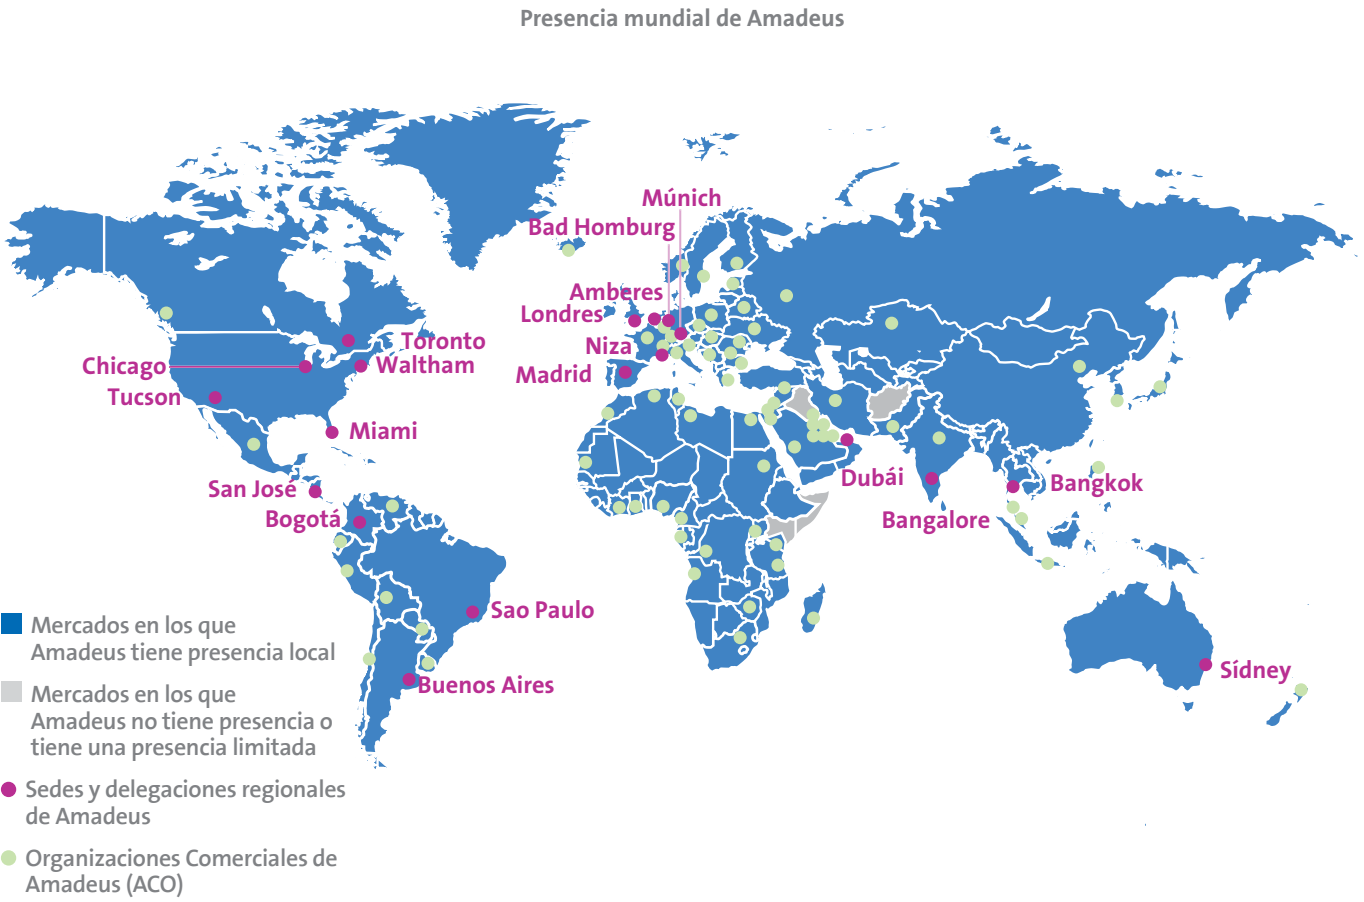 Presencia mundial de Amadeus
Múnich
Bad Homburg
Amberes
Londres
Niza
Madrid
Toronto
Waltham
Chicago
Tucson
Miami
San José
Bogotá
Dubái
Bangkok
Bangalore
Sao Paulo
Buenos Aires
Sídney
Mercados en los que
Amadeus tiene presencia local
Mercados en los que
Amadeus no tiene presencia o
tiene una presencia limitada
Sedes y delegaciones regionales
de Amadeus
Organizaciones Comerciales de
Amadeus (ACO)